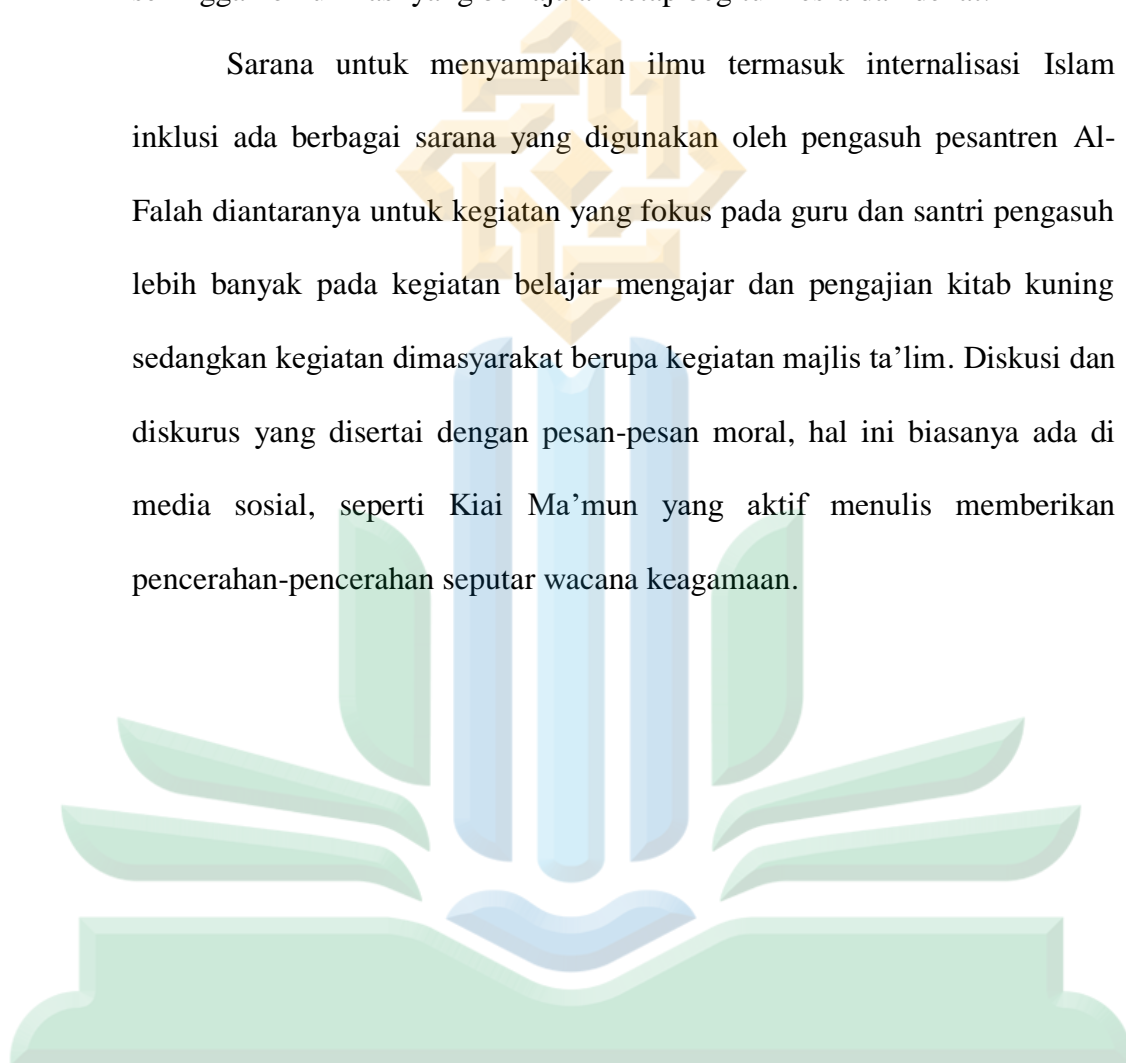 Sarana untuk menyampaikan ilmu termasuk internalisasi Islam
inklusi ada berbagai sarana yang digunakan oleh pengasuh pesantren Al-
Falah diantaranya untuk kegiatan yang fokus pada guru dan santri pengasuh
lebih banyak pada kegiatan belajar mengajar dan pengajian kitab kuning
sedangkan kegiatan dimasyarakat berupa kegiatan majlis ta’lim. Diskusi dan
diskurus yang disertai dengan pesan-pesan moral, hal ini biasanya ada di
media sosial, seperti Kiai Ma’mun yang aktif menulis memberikan
pencerahan-pencerahan seputar wacana keagamaan.